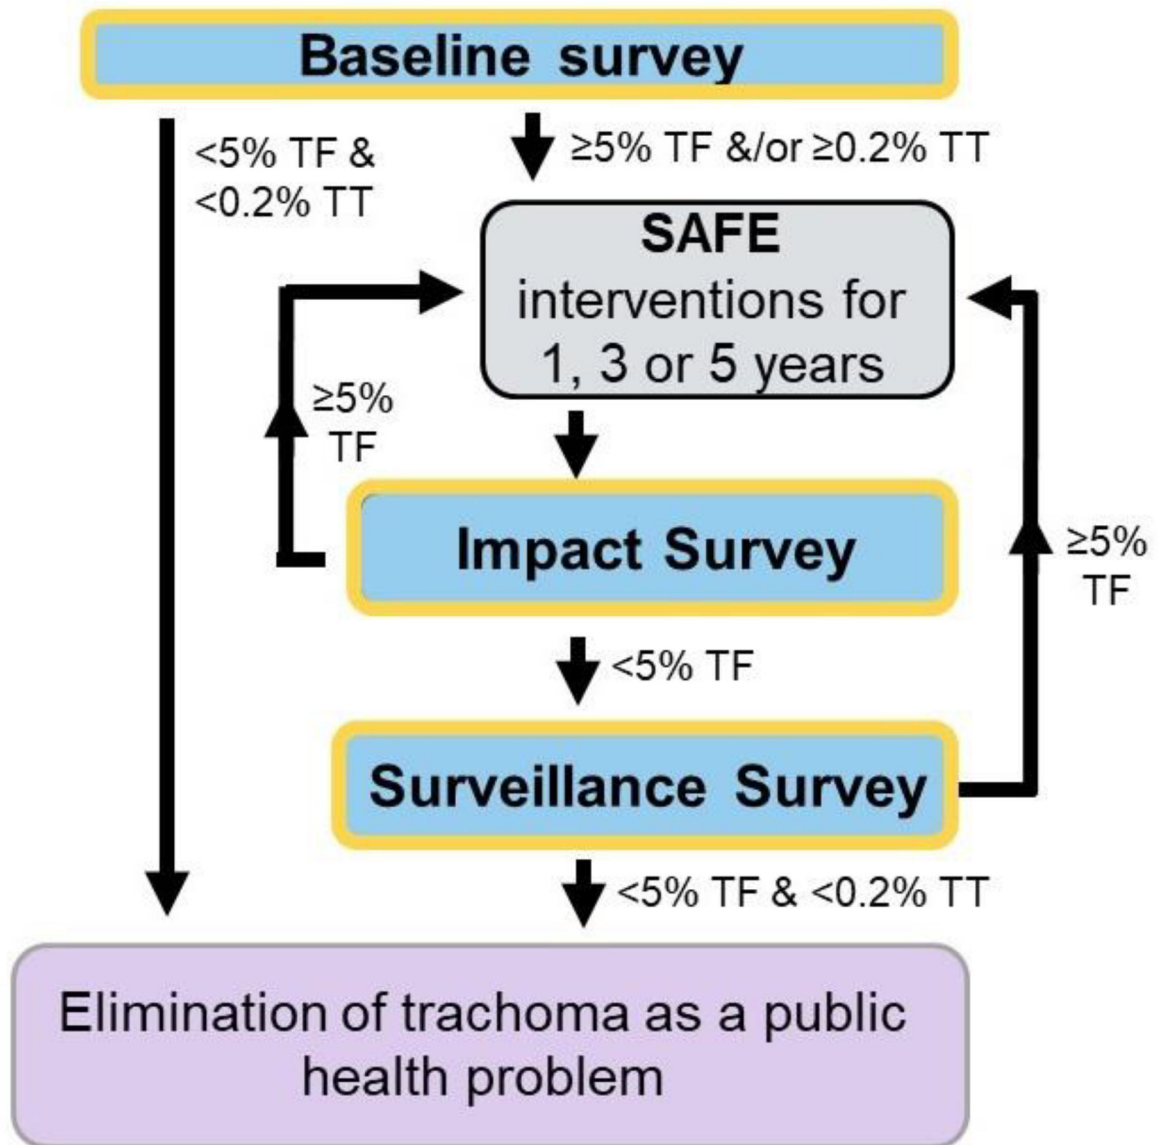 Baseline survey
<5% TF &
<0.2% TT
≥5% TF &/or ≥0.2% TT
SAFE
interventions for
1, 3 or 5 years
≥5%
TF
Impact Survey
≥5%
TF
<5% TF
Surveillance Survey
<5% TF & <0.2% TT
Elimination of trachoma as a public
health problem